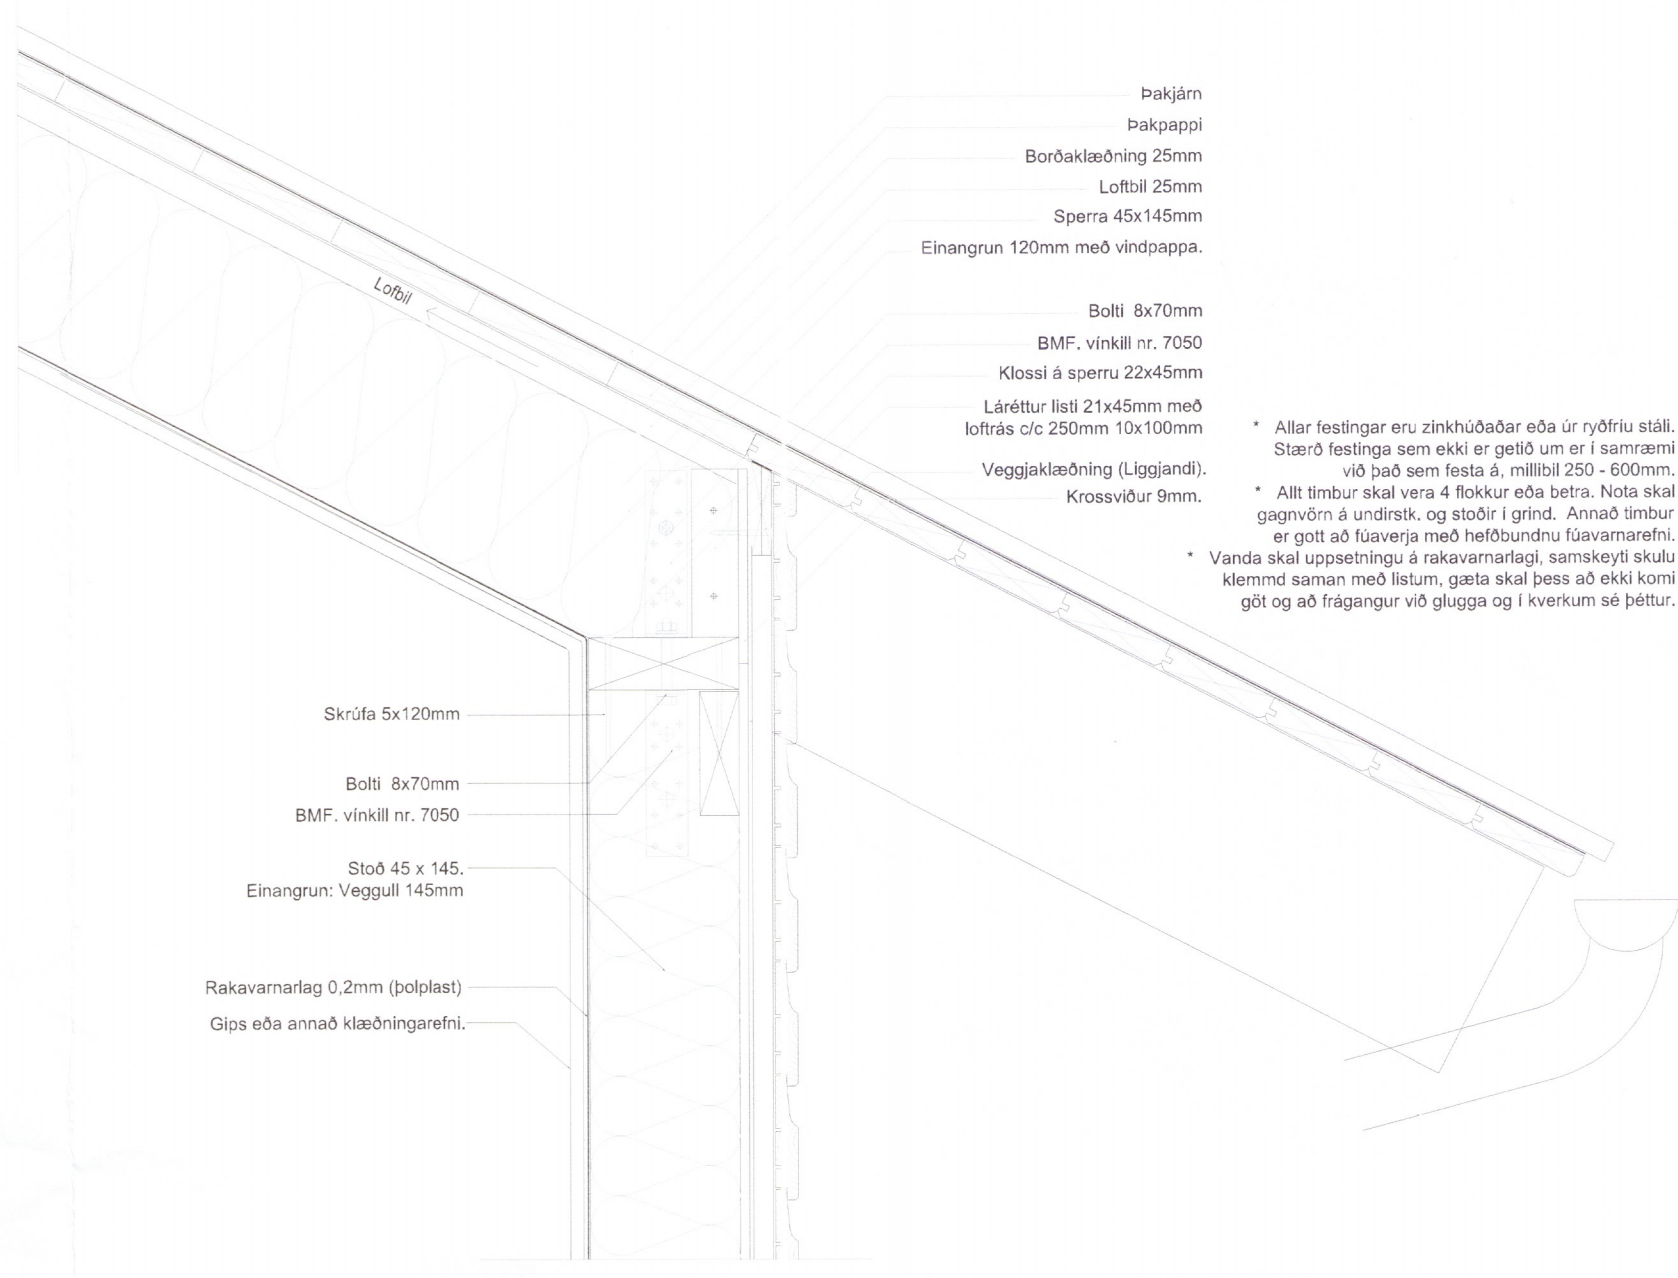 Þakjárn
Þakpappi
Borðaklæðning 25mm
Loftbil 25mm
Sperra 45x145mm
Einangrun 120mm með vindpappa.
Bolti 8x70mm
BMF. vínkill nr. 7050
Klossi á sperru 22x45mm
Láréttur listi 21x45mm með
loftrás c/c 250mm 10x100mm
Veggjaklæðning (Liggjandi).
Krossviður 9mm.
* Allar festingar eru zinkhúðaðar eða úr ryðfríu stáli.
Stærð festinga sem ekki er getið um er í samræmi
við það sem festa á, millibil 250 - 600mm.
* Allt timbur skal vera 4 flokkur eða betra. Nota skal
gagnvörn á undirstk. og stoðir í grind. Annað timbur
er gott að fúaverja með hefðbundnu fúavarnarefni.
* Vanda skal uppsetningu á rakavarnarlagi, samskeyti skulu
klemmd saman með listum, gæta skal þess að ekki komi
göt og að frágangur við glugga og í kverkum sé þéttur.
Lofbil
Skrúfa 5x120mm
Bolti 8x70mm
BMF. vínkill nr. 7050
Stoð 45 x 145.
Einangrun: Veggull 145mm
Rakavarnarlag 0,2mm (þolplast)
Gips eða annað klæðningarefni.